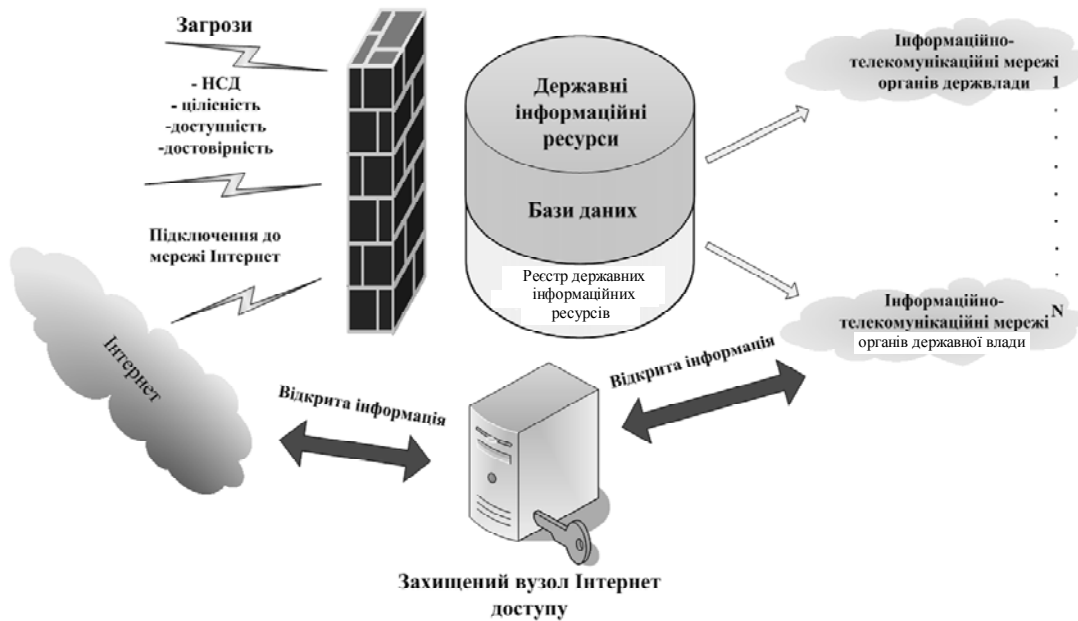 Загрози
- НСД
- цілісність
-доступність
-достовірність
Підключення до
мережі Інтернет
Інтернет
Державні
інформаційні
ресурси
Бази даних
Реєстр державних
інформаційних
ресурсів
Інформаційно-
телекомунікаційні мережі
органів держвлади 1
Інформаційно-
телекомунікаційні мережі N
органів державної влади
Відкрита інформація
Відкрита інформація
Захищений вузол Інтернет
доступу